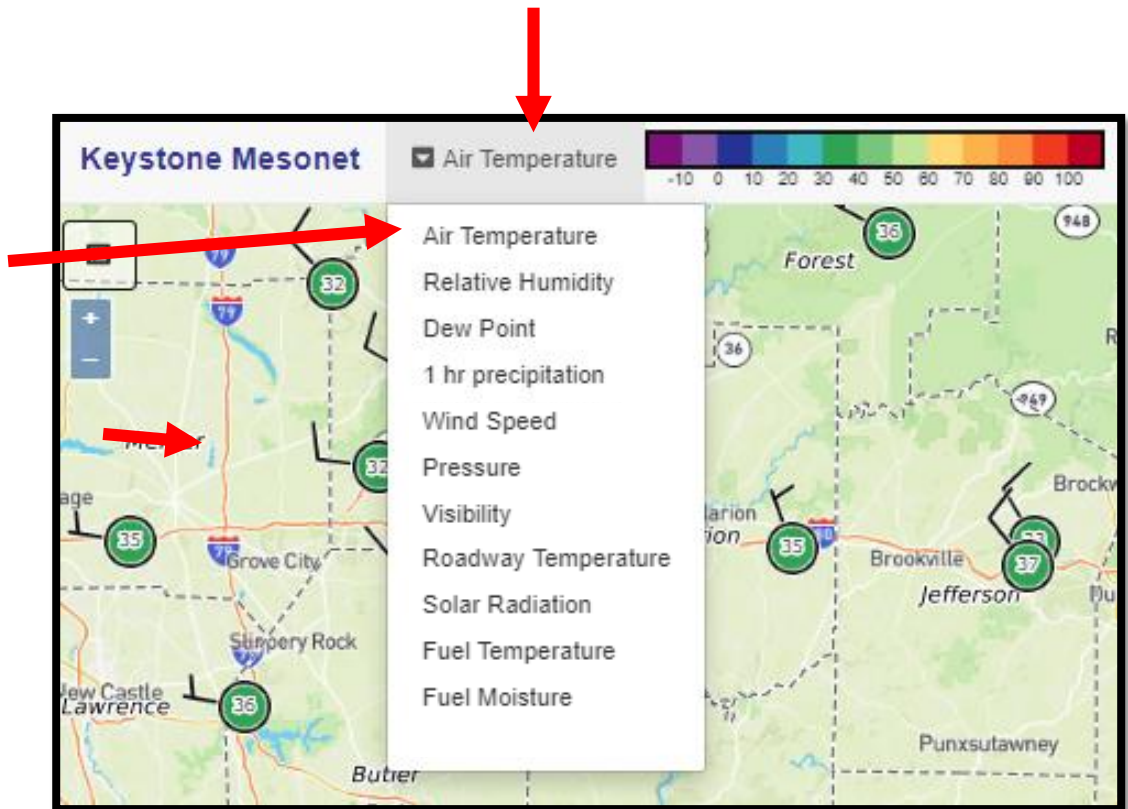 Keystone Mesonet
Air Temperature
-10 0 10 20 30 40 50 60 70 80 90 100
Air Temperature
Relative Humidity
Dew Point
1 hr precipitation
Wind Speed
Pressure
Visibility
Roadway Temperature
Solar Radiation
Fuel Temperature
Fuel Moisture
79
32
79
32
35
79
Grove City
Slippery Rock
New Castle
Lawrence
36
Butler
36
948
Forest
36
949
35
80
33
37
Brookville
Jefferson
Punxsutawney